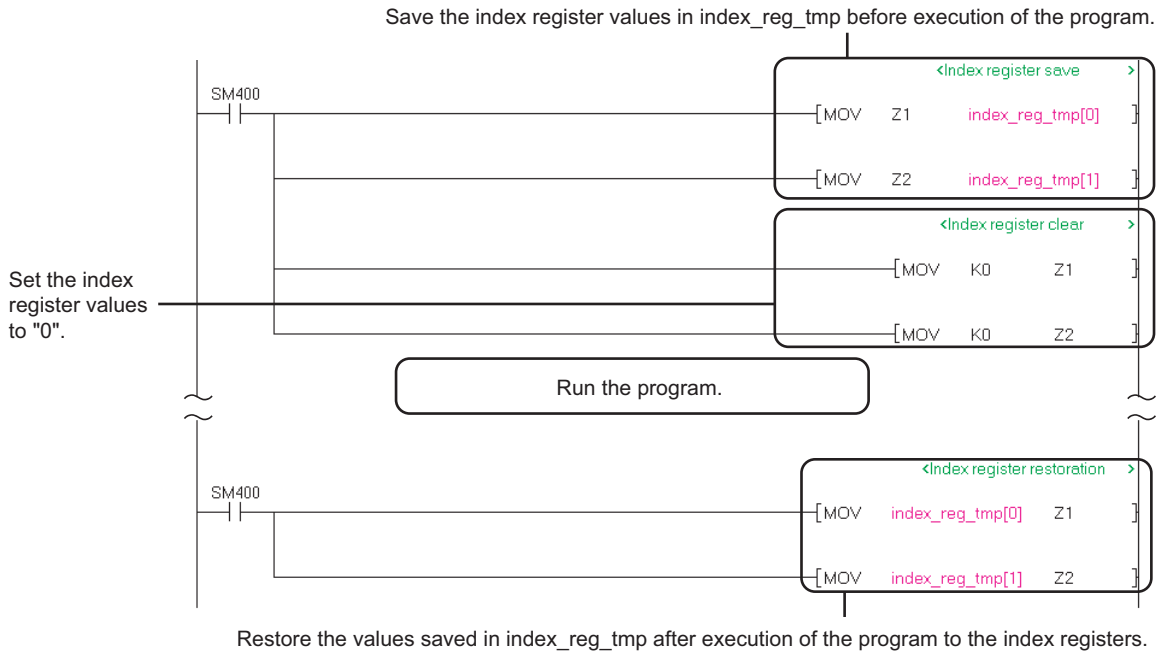 Save the index register values in index_reg_tmp before execution of the program.
<Index register save >
SM400
[MOV Z1 index_reg_tmp[0] ]
[MOV Z2 index_reg_tmp[1] ]
<Index register clear >
[MOV K0 Z1 ]
Set the index
register values
to "0".
[MOV K0 Z2 ]
Run the program.
<Index register restoration >
SM400
[MOV index_reg_tmp[0] Z1 ]
[MOV index_reg_tmp[1] Z2 ]
Restore the values saved in index_reg_tmp after execution of the program to the index registers.